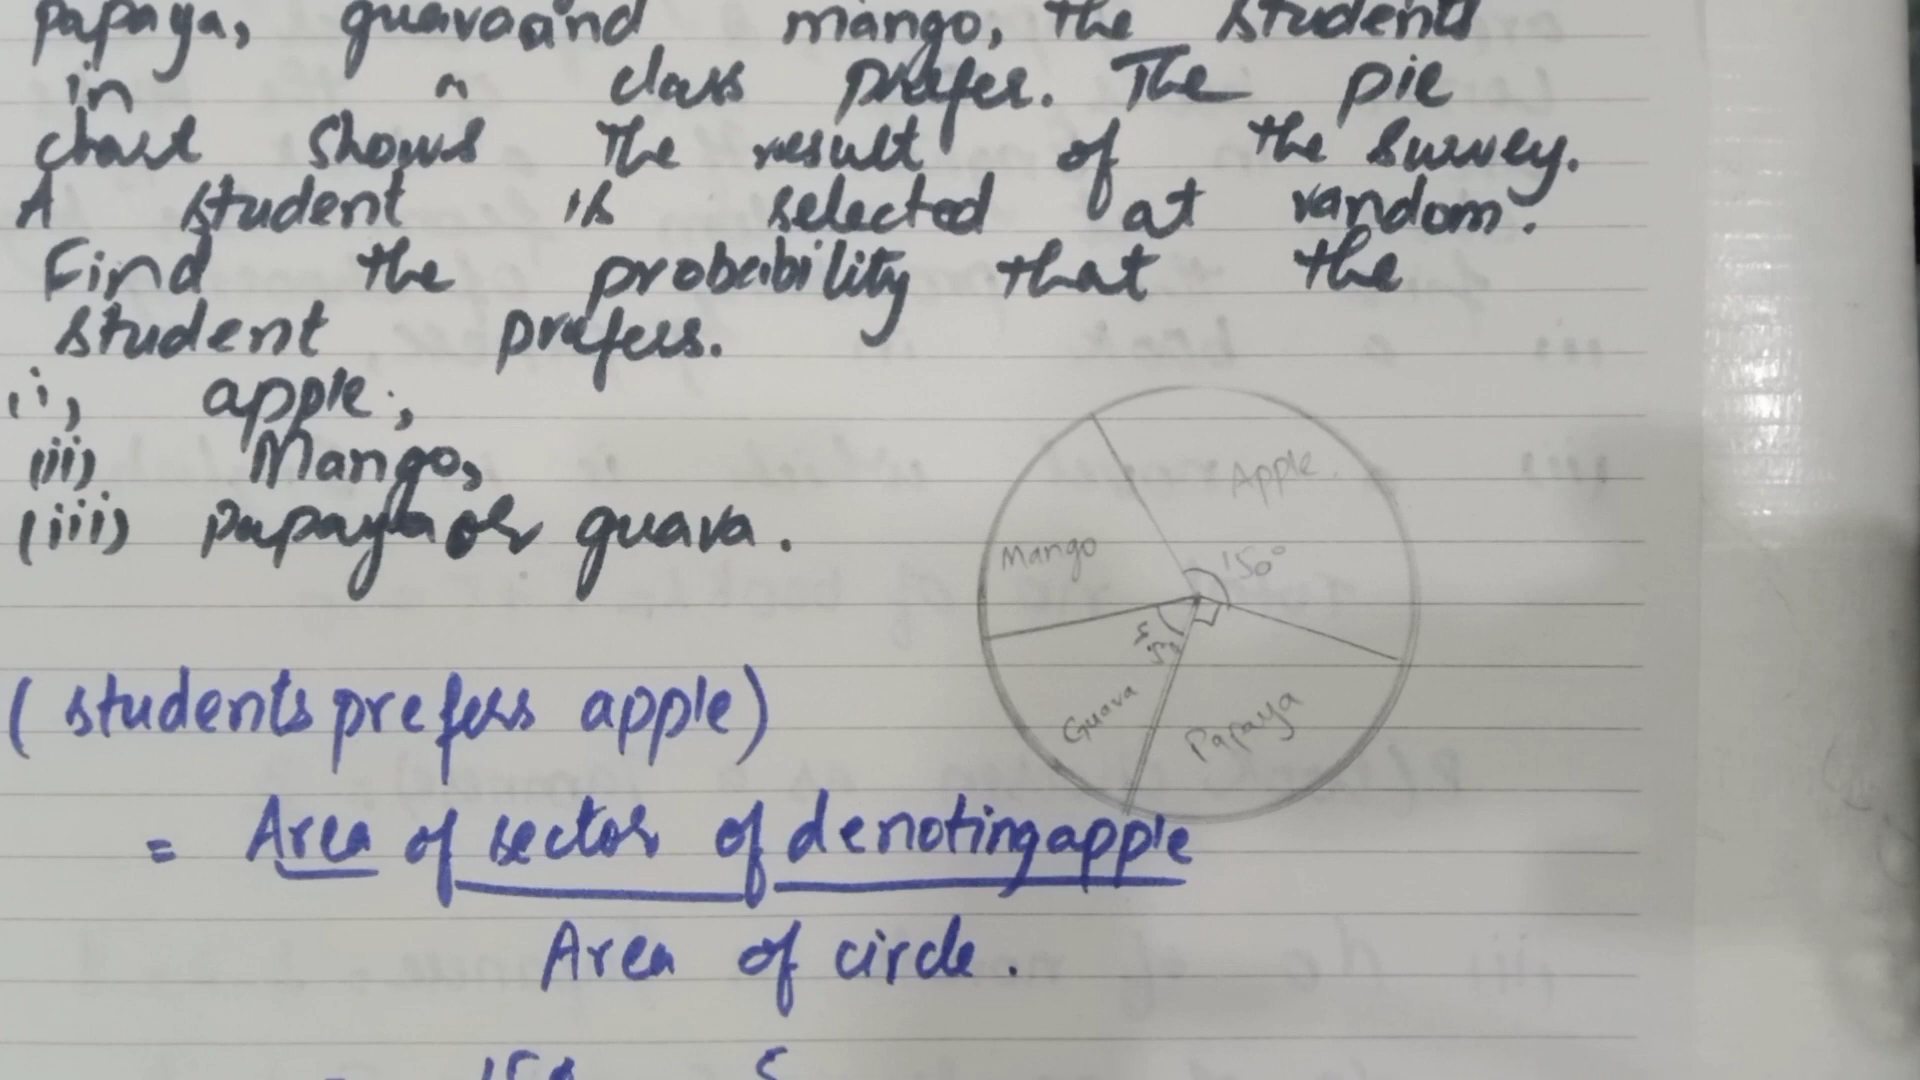 papaya, guava and mango, the students
in a class prefer. The pie
chart shows the result of the survey.
A student is selected at random.
Find the probability that the
student prefers.
(i) apple,
(ii) Mango,
(iii) papaya or guava.
Apple.
Mango
150°
45°
Guava
Papaya
(students prefers apple)
= Area of sector of denoting apple
Area of circle.